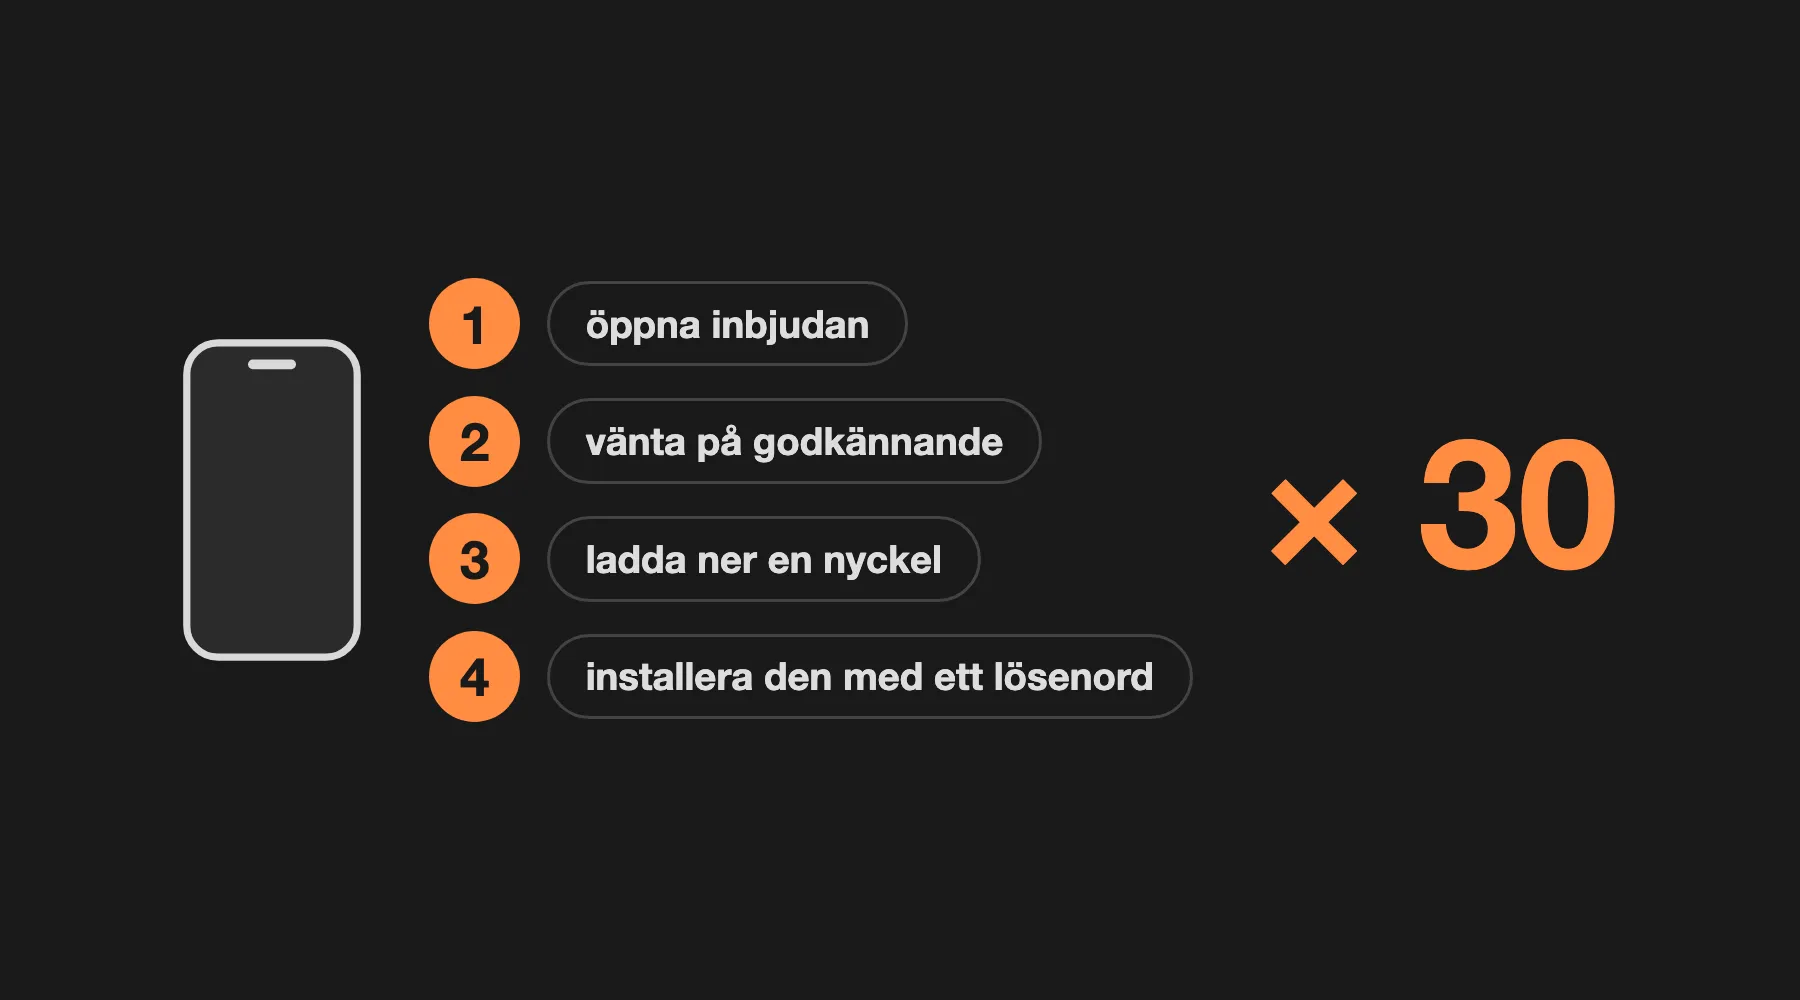 1 öppna inbjudan
2 vänta på godkännande
3 ladda ner en nyckel
4 installera den med ett lösenord
× 30